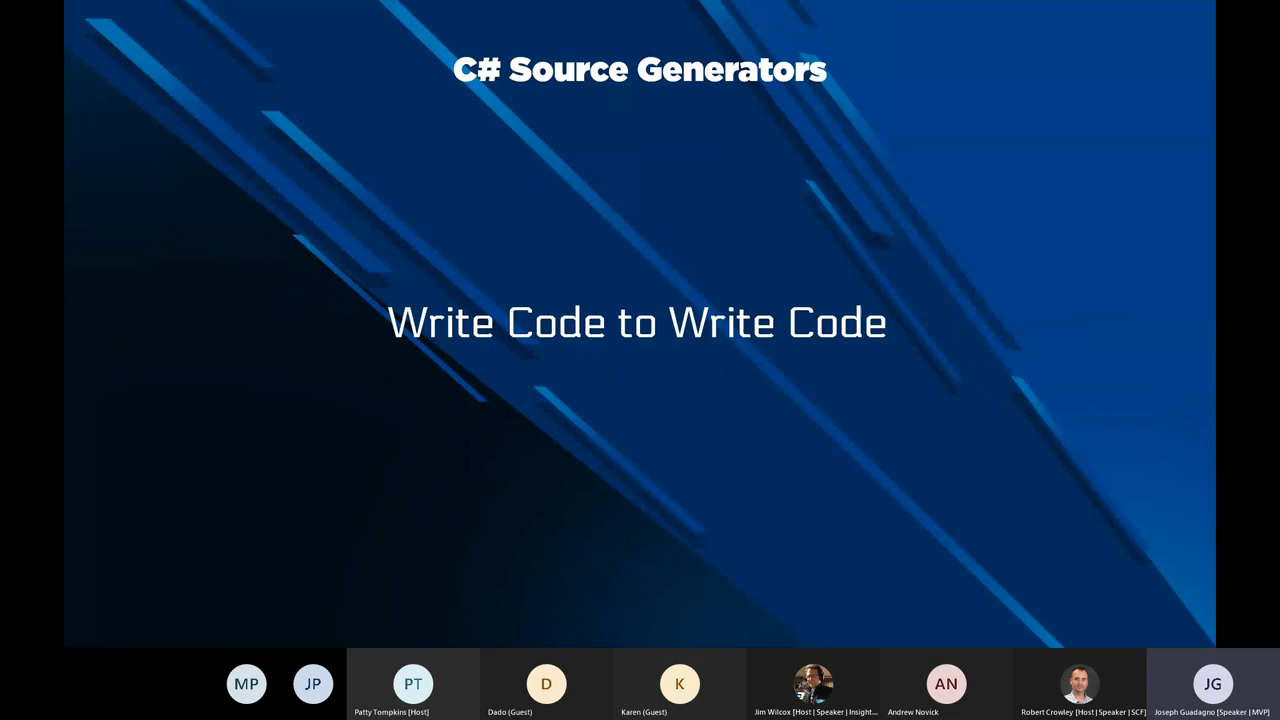 C# Source Generators
Write Code to Write Code
MP
JP
PT
D
K
AN
JG
Patty Tompkins [Host]
Dado (Guest)
Karen (Guest)
Jim Wilcox [Host | Speaker | Insight...
Andrew Novick
Robert Crowley [Host | Speaker | SCF]
Joseph Guadagno [Speaker | MVP]